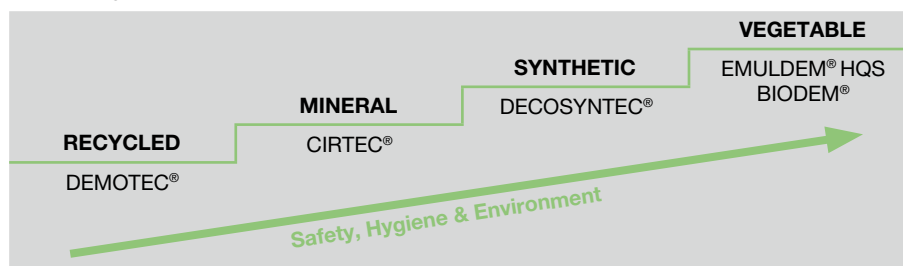 VEGETABLE
EMULDEM® HQS
BIODEM®
SYNTHETIC
DECOSYNTEC®
MINERAL
CIRTEC®
RECYCLED
DEMOTEC®
Safety, Hygiene & Environment